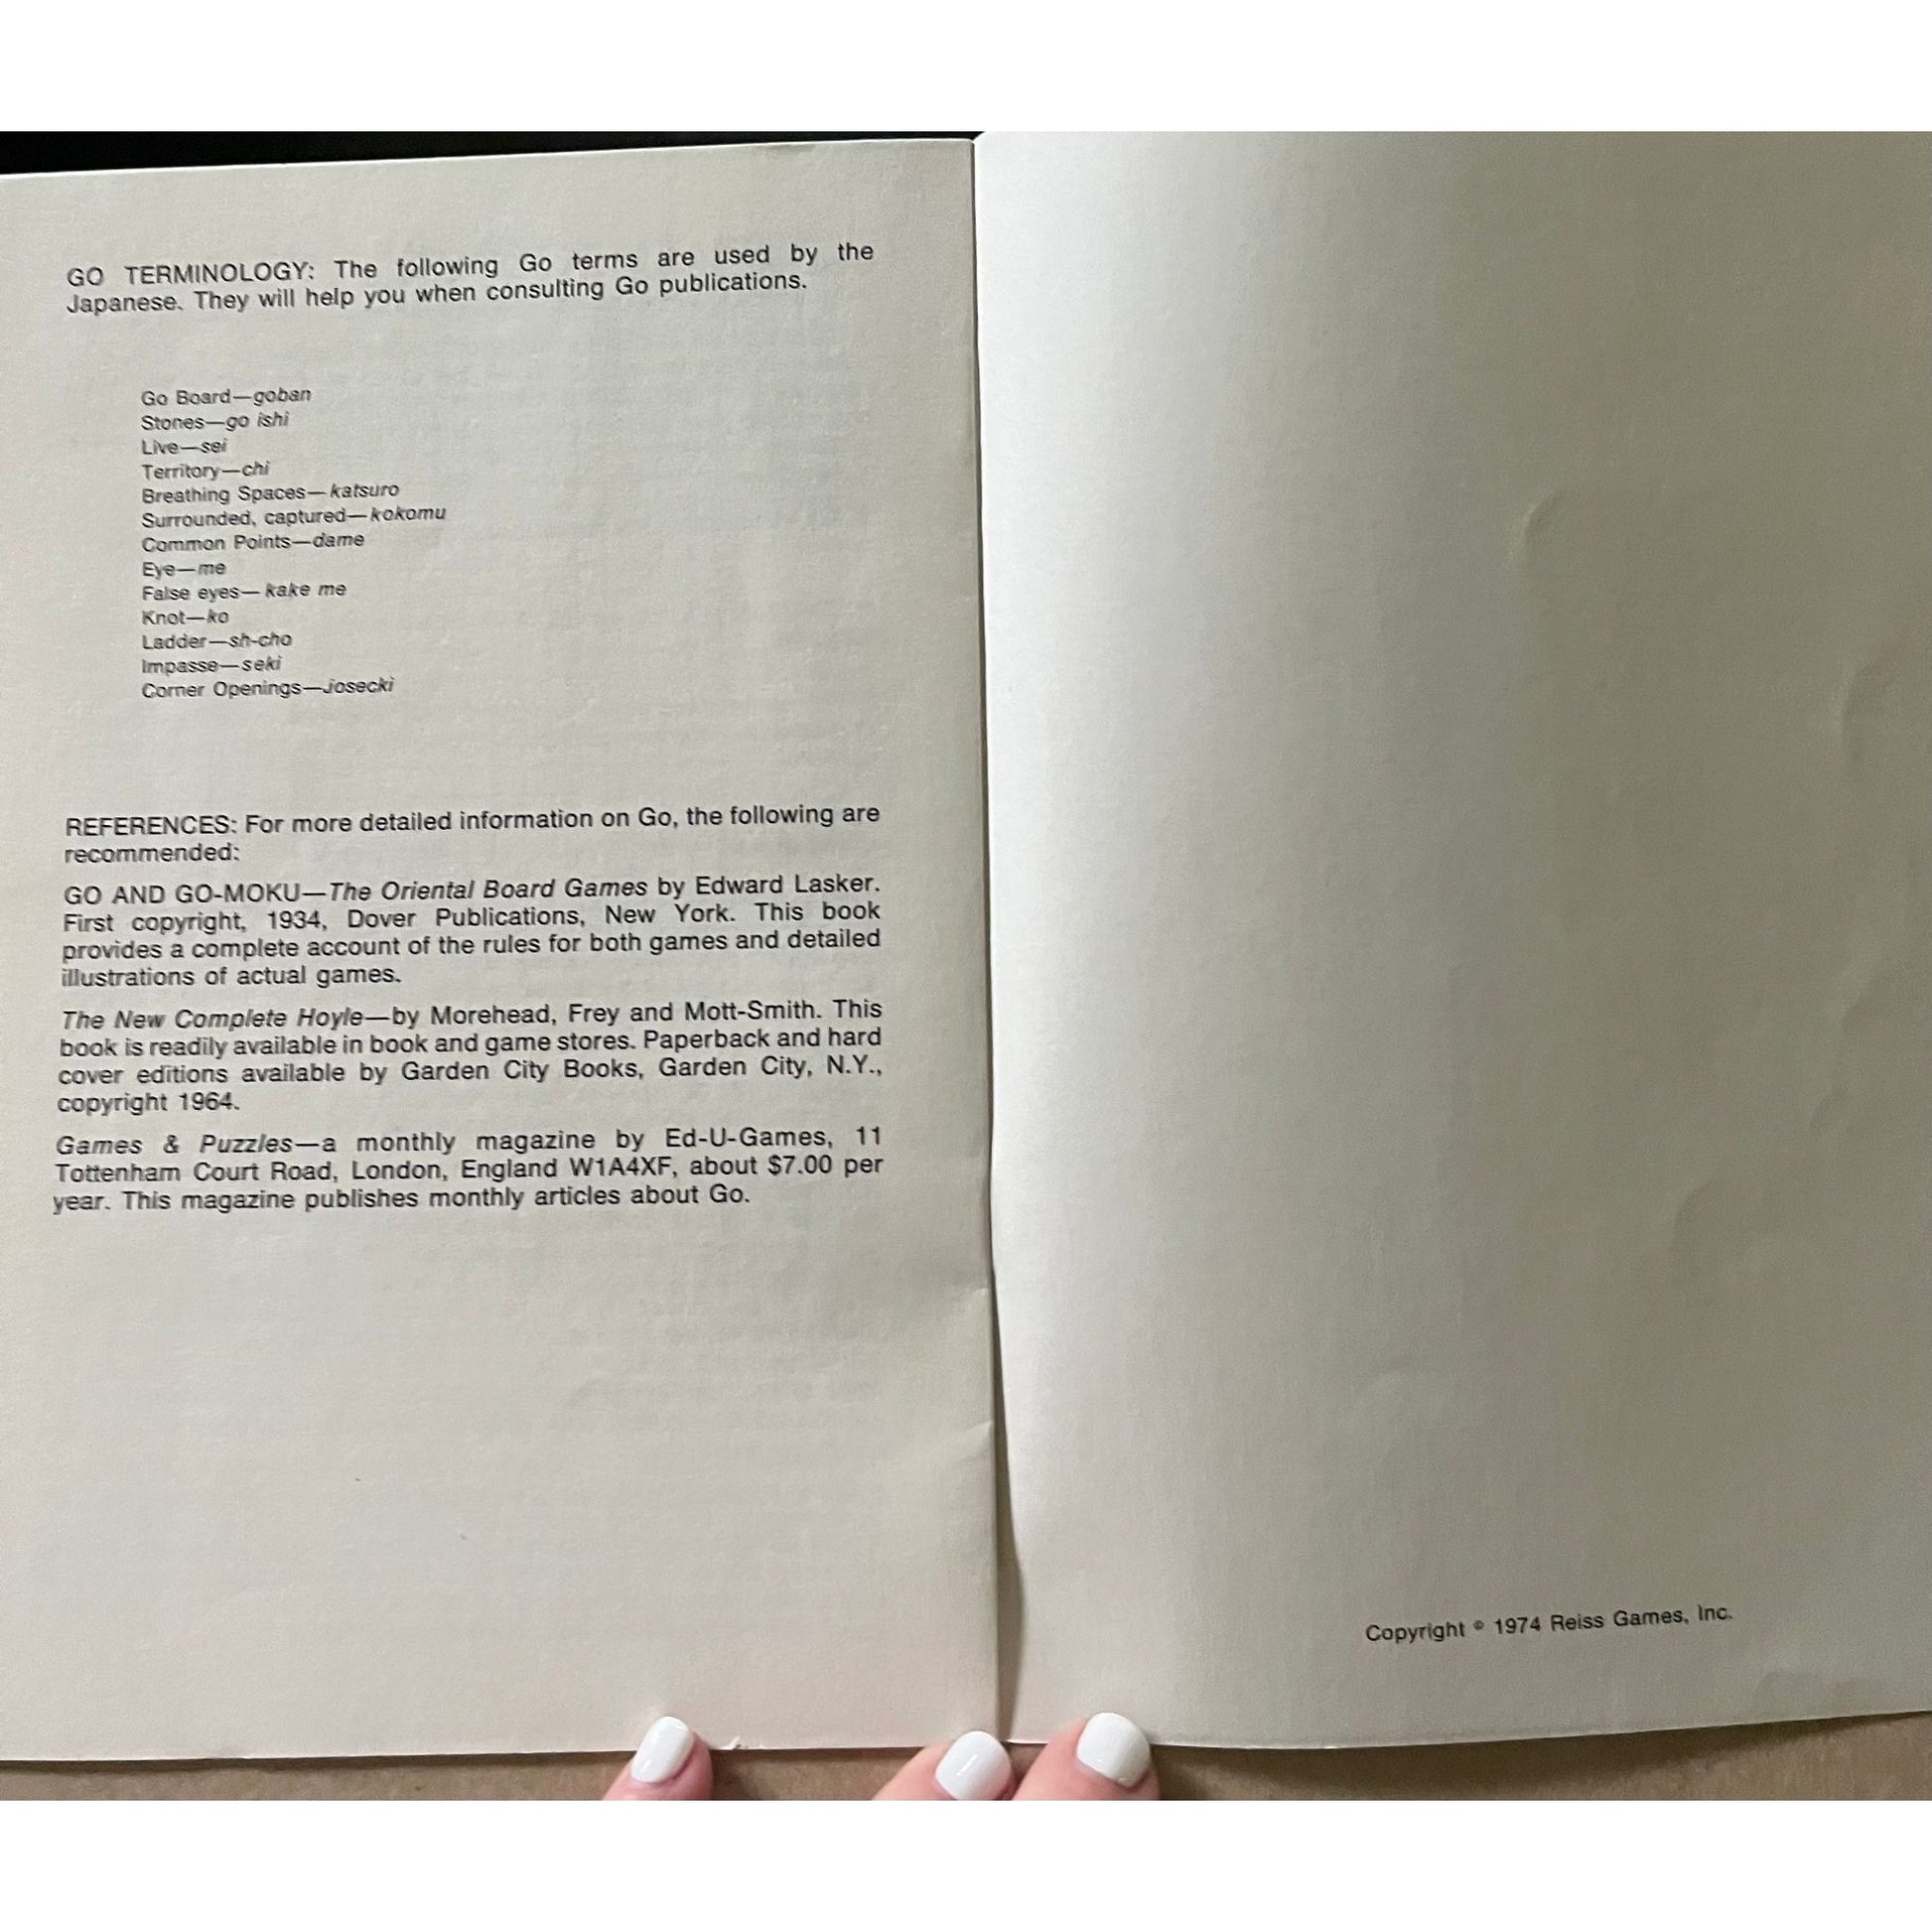 GO TERMINOLOGY: The following Go terms are used by the
Japanese. They will help you when consulting Go publications.
Go Board—goban
Stones—go ishi
Live—sei
Territory—chi
Breathing Spaces—katsuro
Surrounded, captured—kokomu
Common Points—dame
Eye—me
False eyes—kake me
Knot—ko
Ladder—sh-cho
Impasse—seki
Corner Openings—josecki
REFERENCES: For more detailed information on Go, the following are
recommended:
GO AND GO-MOKU—The Oriental Board Games by Edward Lasker.
First copyright, 1934, Dover Publications, New York. This book
provides a complete account of the rules for both games and detailed
illustrations of actual games.
The New Complete Hoyle—by Morehead, Frey and Mott-Smith. This
book is readily available in book and game stores. Paperback and hard
cover editions available by Garden City Books, Garden City, N.Y.,
copyright 1964.
Games & Puzzles—a monthly magazine by Ed-U-Games, 11
Tottenham Court Road, London, England W1A4XF, about $7.00 per
year. This magazine publishes monthly articles about Go.
Copyright © 1974 Reiss Games, Inc.